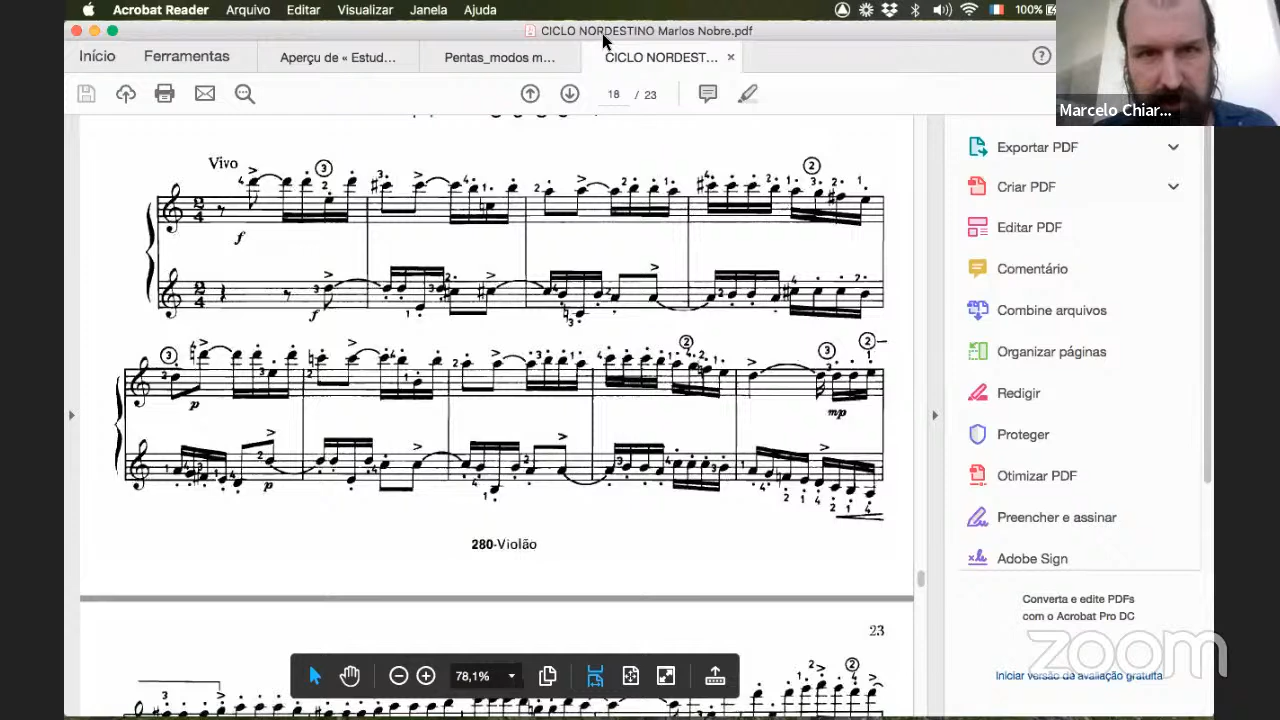 Acrobat Reader Arquivo Editar Visualizar Janela Ajuda 100%
CICLO NORDESTINO Marlos Nobre.pdf
Início Ferramentas Aperçu de « Estud... Pentas_modos m... CICLO NORDEST... ×
18 / 23
Marcelo Chiar...
Exportar PDF
Criar PDF
Editar PDF
Comentário
Combine arquivos
Organizar páginas
Redigir
Proteger
Otimizar PDF
Preencher e assinar
Adobe Sign
Converta e edite PDFs
com o Acrobat Pro DC
Iniciar versão de avaliação gratuita
zoom
Vivo
f
f
p
mp
p
280-Violão
23
3
78,1%